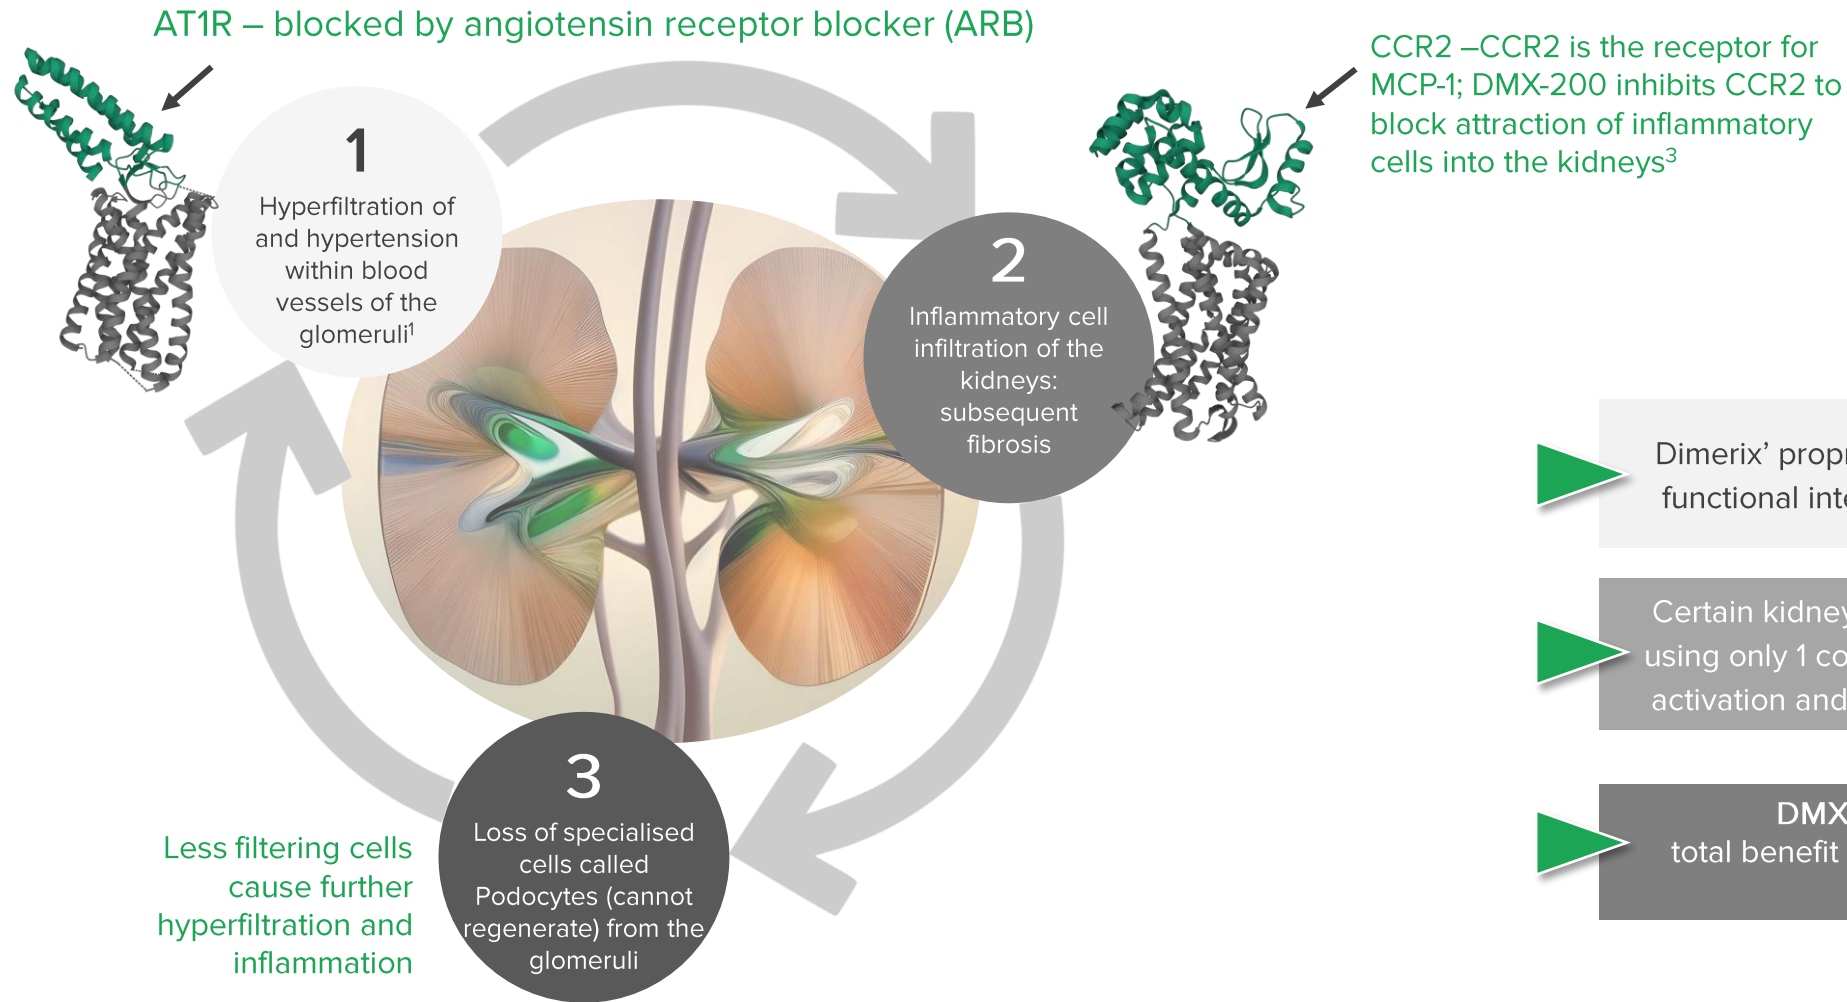 AT1R – blocked by angiotensin receptor blocker (ARB)
CCR2 –CCR2 is the receptor for
MCP-1; DMX-200 inhibits CCR2 to
block attraction of inflammatory
cells into the kidneys3
1
Hyperfiltration of
and hypertension
within blood
vessels of the
glomeruli1
2
Inflammatory cell
infiltration of the
kidneys:
subsequent
fibrosis
3
Loss of specialised
cells called
Podocytes (cannot
regenerate) from the
glomeruli
Less filtering cells
cause further
hyperfiltration and
inflammation
Dimerix’
functional
Certain
using only 1
activation and
DMX
total benefit